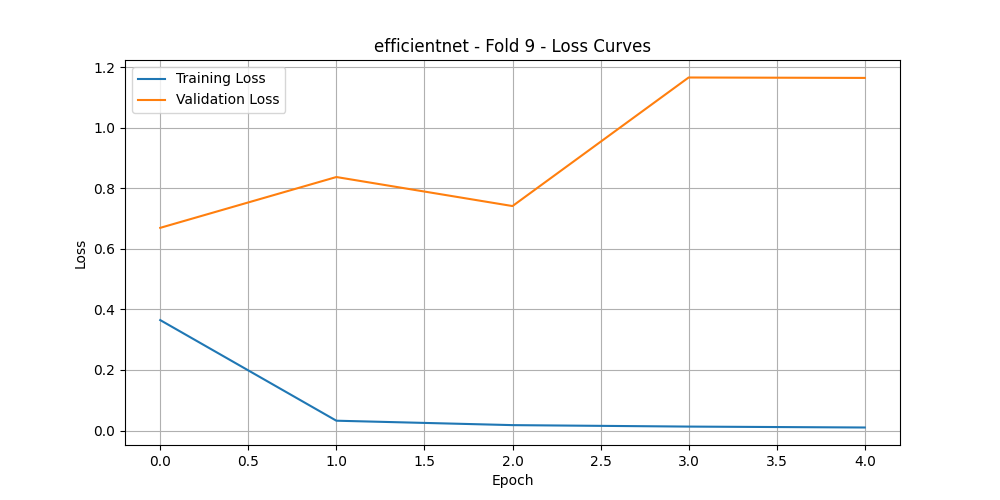 efficientnet - Fold 9 - Loss Curves
Training Loss
Validation Loss
1.2
1.0
0.8
0.6
0.4
0.2
0.0
Loss
0.0 0.5 1.0 1.5 2.0 2.5 3.0 3.5 4.0
Epoch